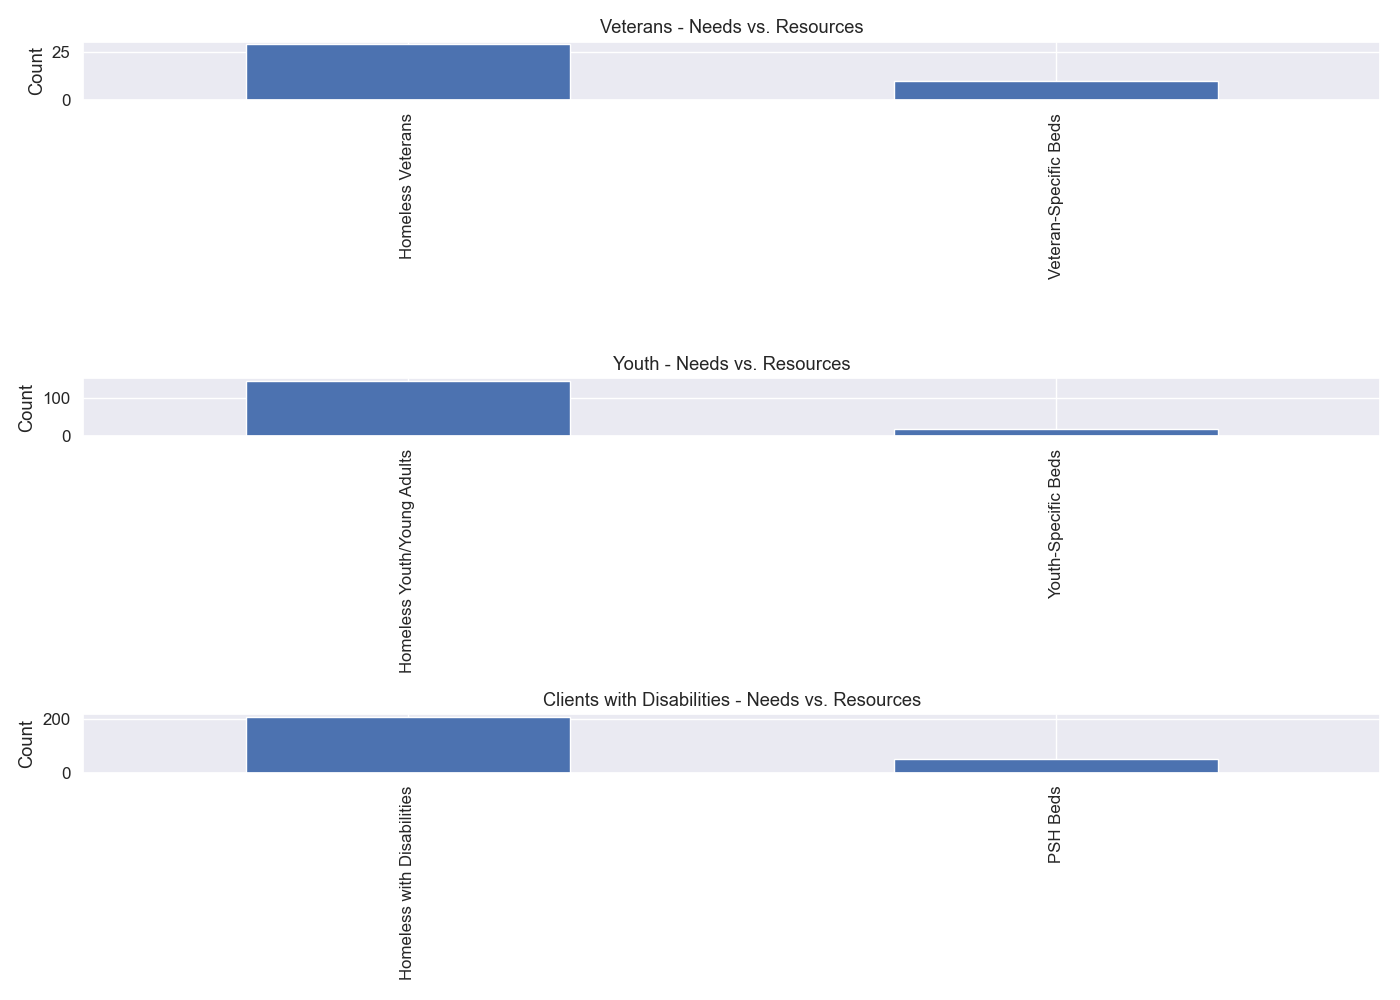 Veterans - Needs vs. Resources
Count
25
0
Homeless Veterans
Veteran-Specific Beds
Youth - Needs vs. Resources
Count
100
0
Homeless Youth/Young Adults
Youth-Specific Beds
Clients with Disabilities - Needs vs. Resources
Count
200
0
Homeless with Disabilities
PSH Beds